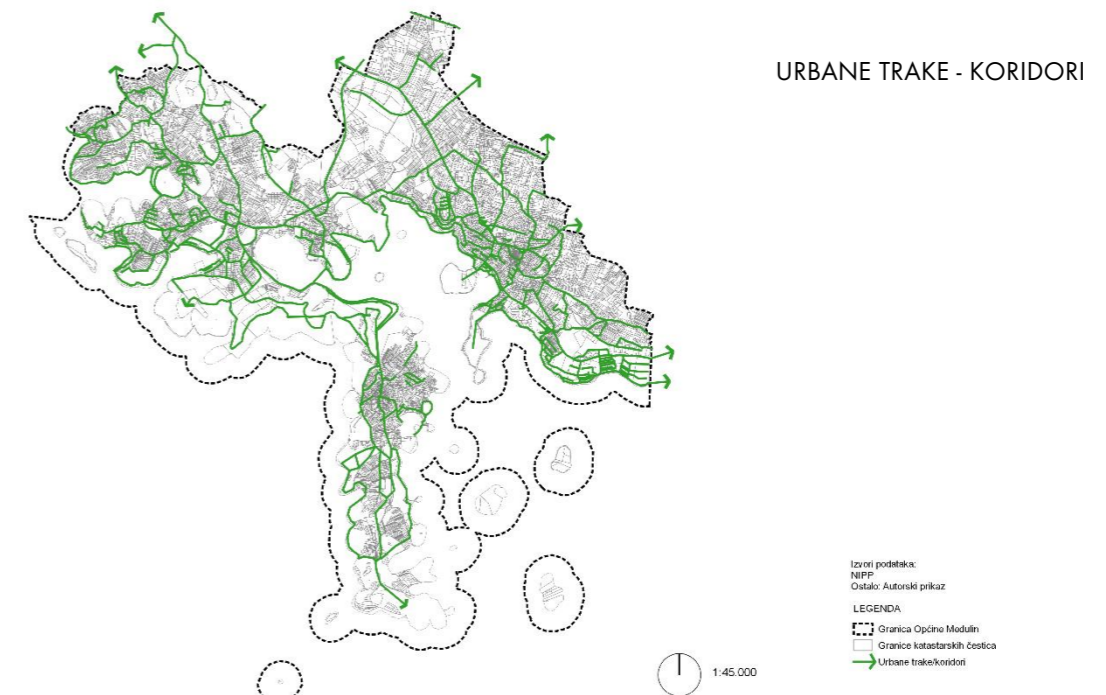 URBANE TRAKE - KORIDORI
Izvori podataka:
NIPP
Ostalo: Autorski prikaz
LEGENDA
Granica Općine Medulin
Granice katastarskih čestica
Urbane trake/koridori
1:45.000